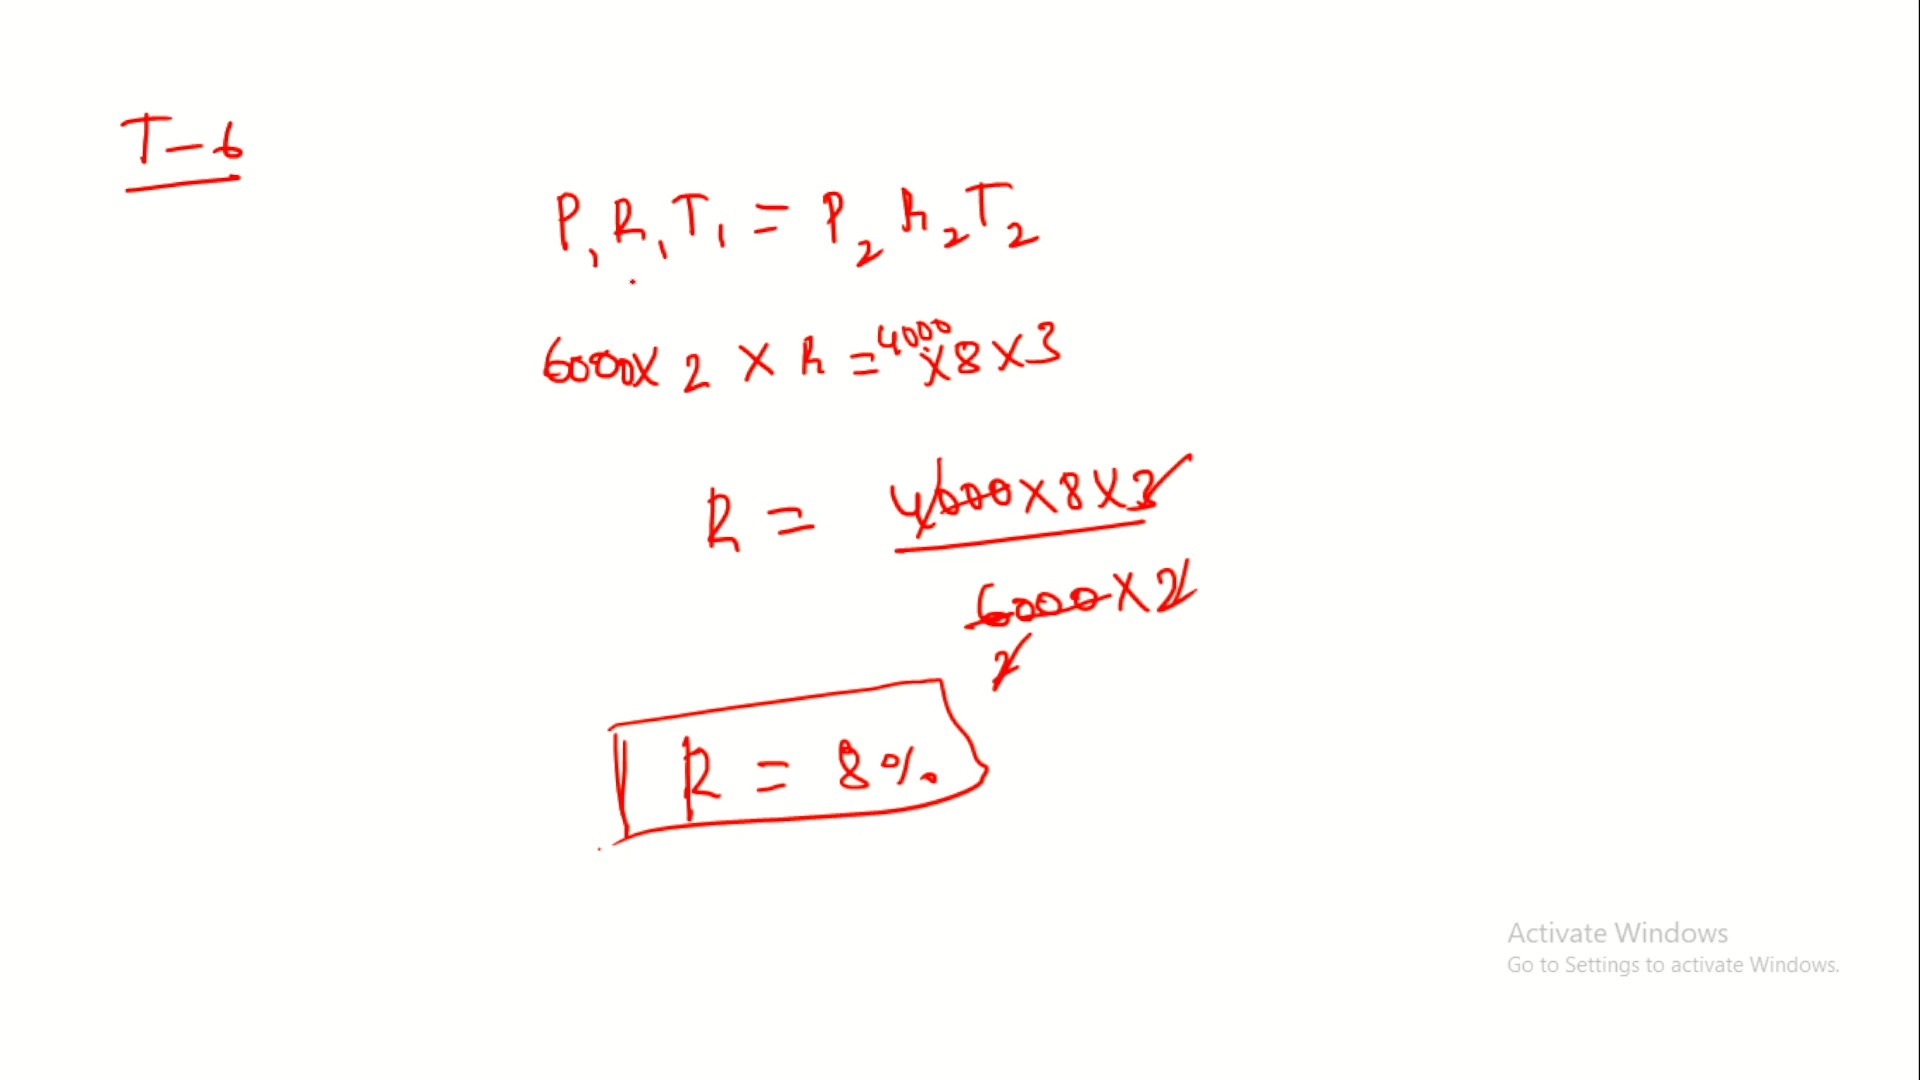 T-6
P₁R₁T₁ = P₂R₂T₂
6000 x 2 x R = 4000 x 8 x 3
R = 4000 x 8 x 3
6000 x 2
2
R = 8%
Activate Windows
Go to Settings to activate Windows.